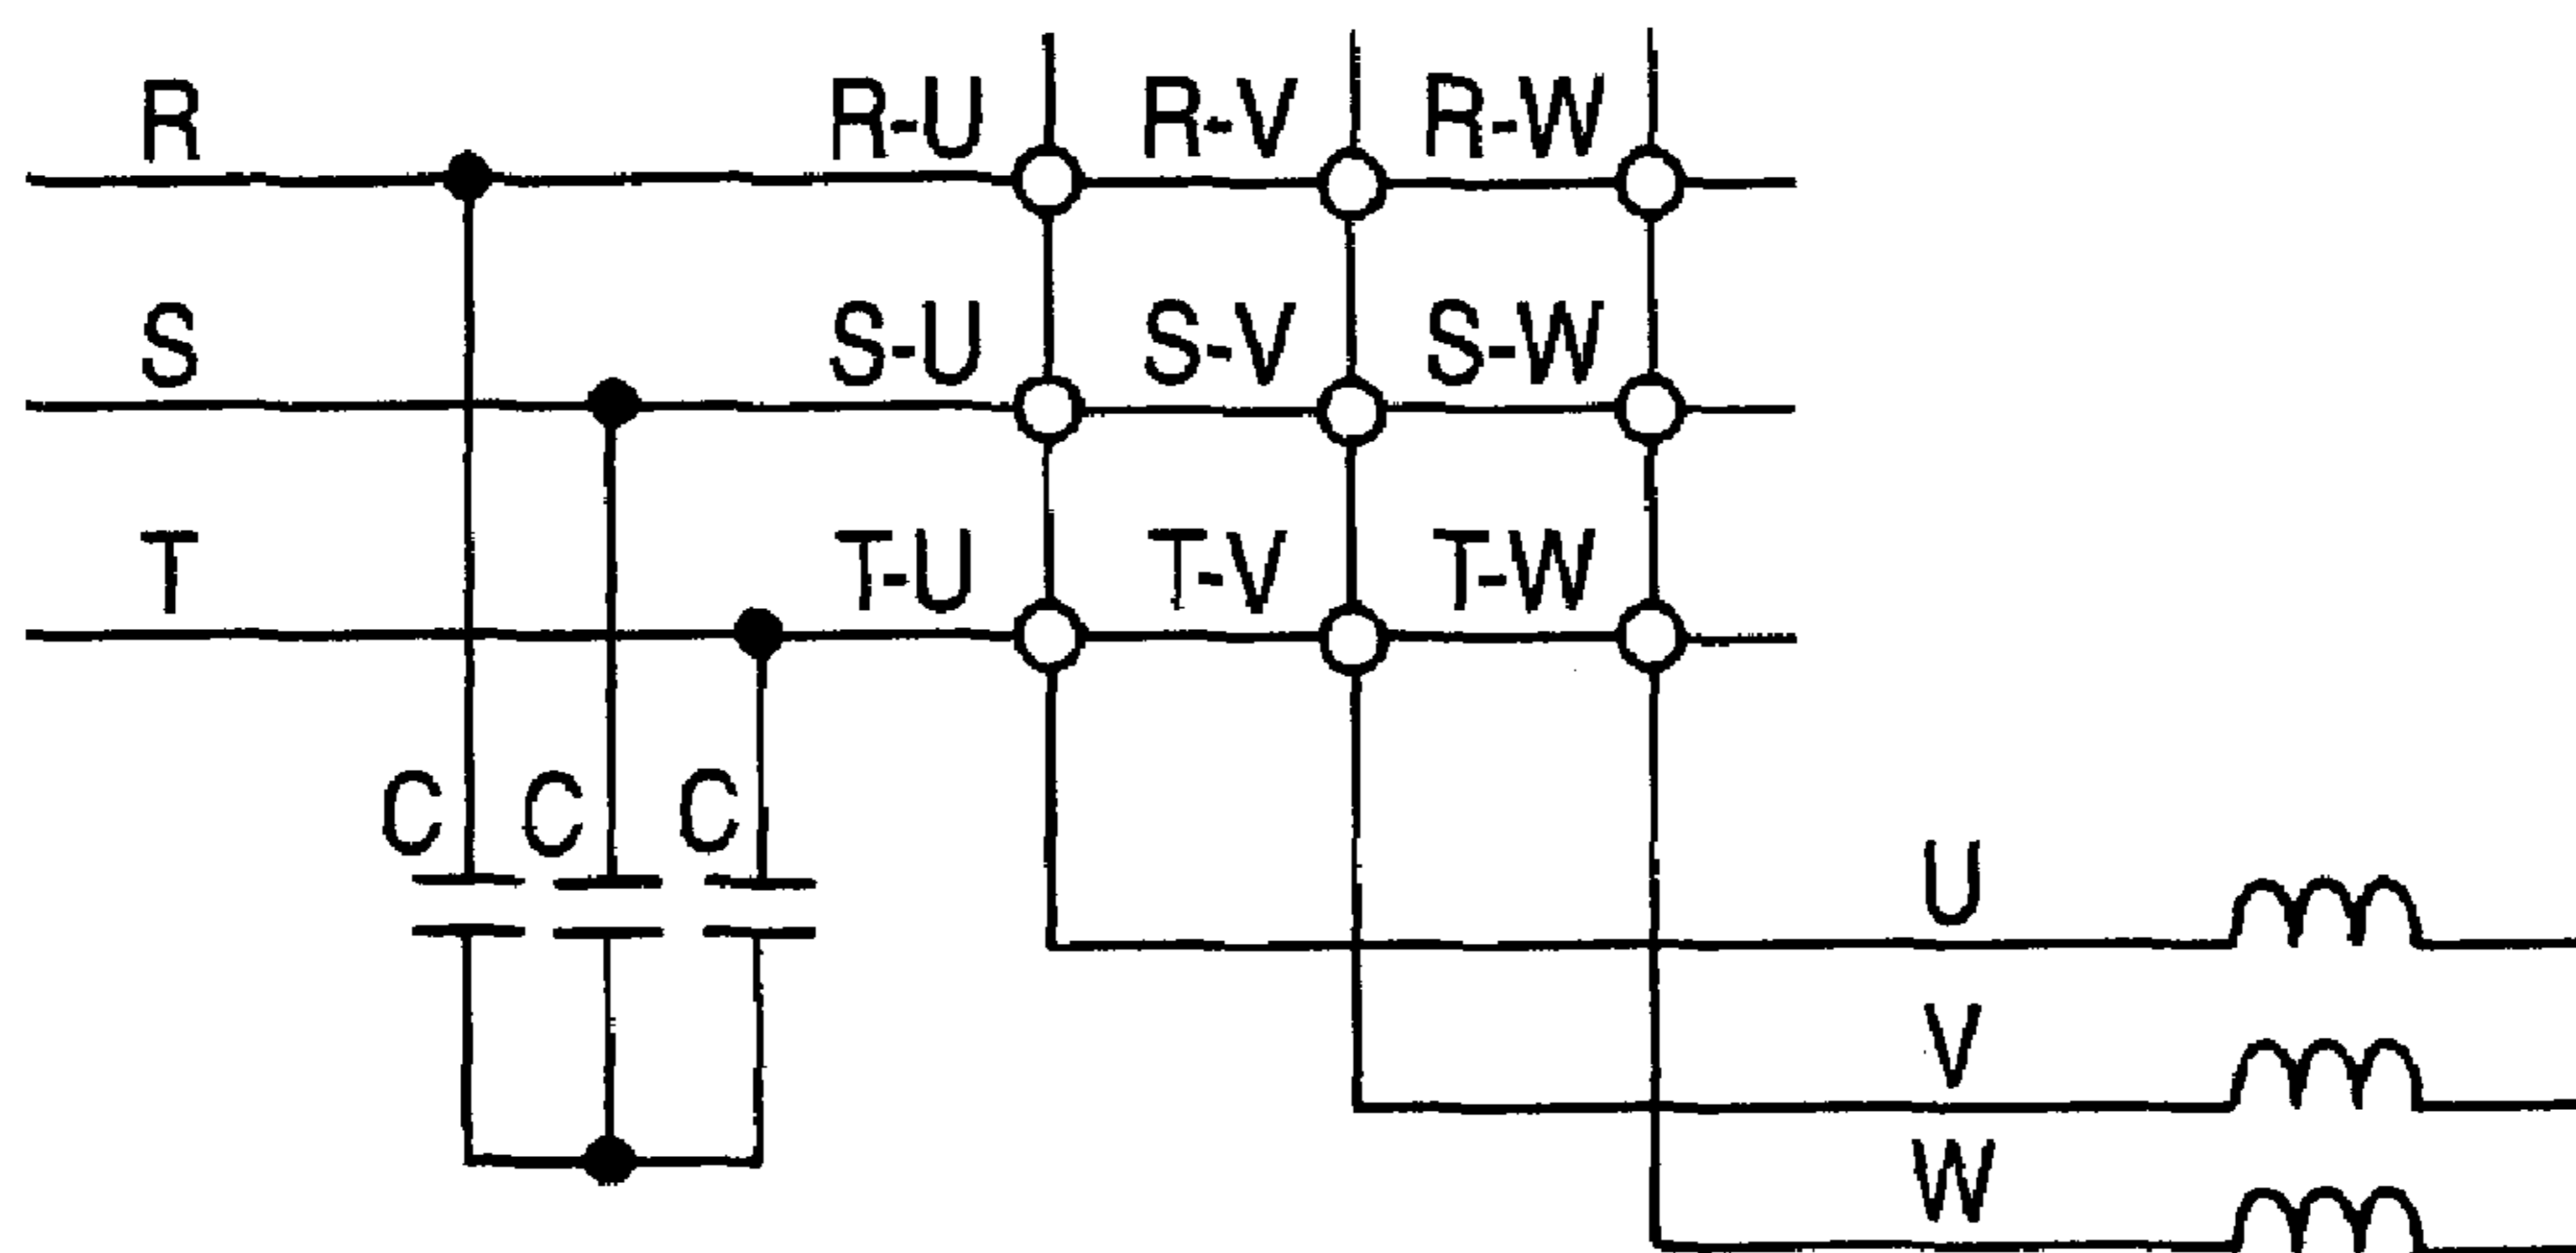 R R-U R-V R-W
S S-U S-V S-W
T T-U T-V T-W
C C C
U
V
W